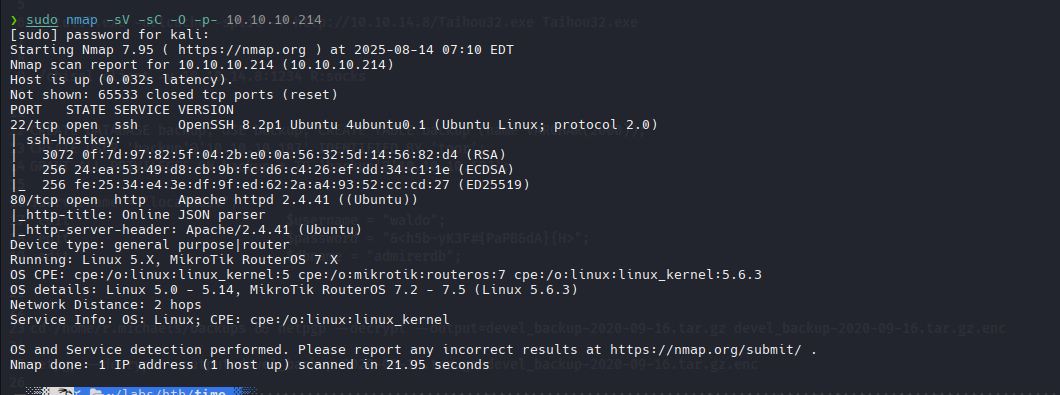 ❯ sudo nmap -sV -sC -O -p- 10.10.10.214
[sudo] password for kali:
Starting Nmap 7.95 ( https://nmap.org ) at 2025-08-14 07:10 EDT
Nmap scan report for 10.10.10.214 (10.10.10.214)
Host is up (0.032s latency).
Not shown: 65533 closed tcp ports (reset)
PORT   STATE SERVICE VERSION
22/tcp open  ssh     OpenSSH 8.2p1 Ubuntu 4ubuntu0.1 (Ubuntu Linux; protocol 2.0)
| ssh-hostkey:
|   3072 0f:7d:97:82:5f:04:2b:e0:0a:56:32:5d:14:56:82:d4 (RSA)
|   256 24:ea:53:49:d8:cb:9b:fc:d6:c4:26:ef:dd:34:c1:1e (ECDSA)
|_  256 fe:25:34:e4:3e:df:9f:ed:62:2a:a4:93:52:cc:cd:27 (ED25519)
80/tcp open  http    Apache httpd 2.4.41 ((Ubuntu))
|_http-title: Online JSON parser
|_http-server-header: Apache/2.4.41 (Ubuntu)
Device type: general purpose|router
Running: Linux 5.X, MikroTik RouterOS 7.X
OS CPE: cpe:/o:linux:linux_kernel:5 cpe:/o:mikrotik:routeros:7 cpe:/o:linux:linux_kernel:5.6.3
OS details: Linux 5.0 - 5.14, MikroTik RouterOS 7.2 - 7.5 (Linux 5.6.3)
Network Distance: 2 hops
Service Info: OS: Linux; CPE: cpe:/o:linux:linux_kernel
OS and Service detection performed. Please report any incorrect results at https://nmap.org/submit/ .
Nmap done: 1 IP address (1 host up) scanned in 21.95 seconds
~/labs/htb/time